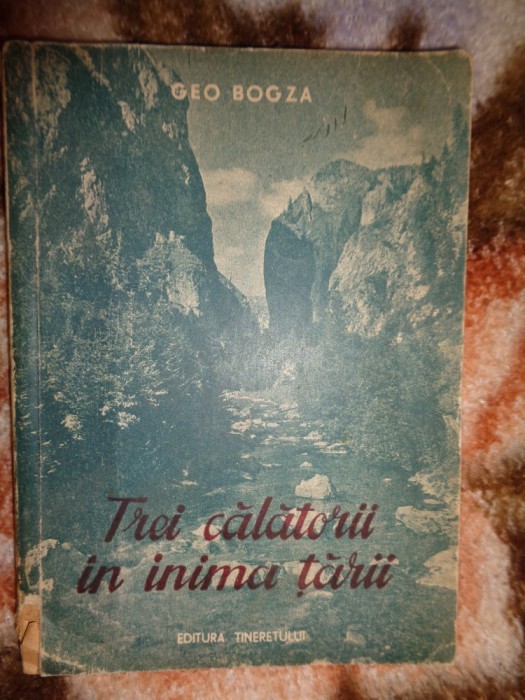 GEO BOGZA
Trei călătorii
în inima țării
EDITURA TINERETULUI